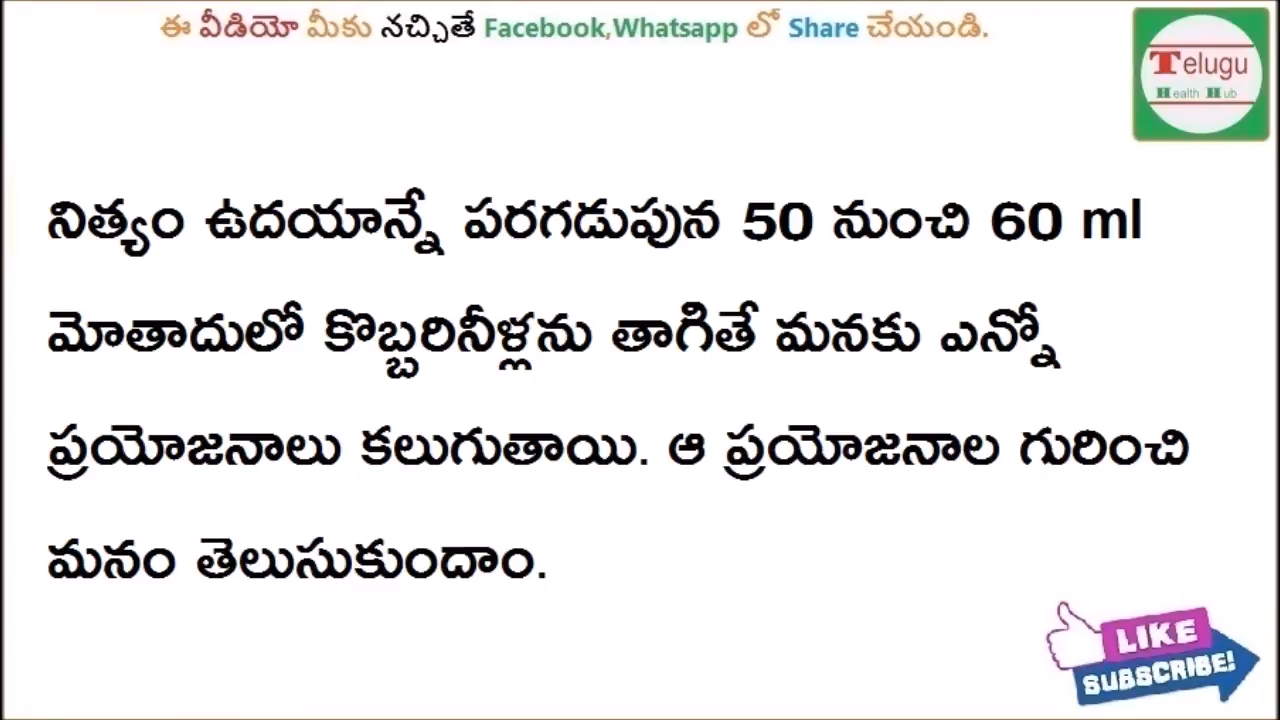 ఈ వీడియో మీకు నచ్చితే Facebook,Whatsapp లో Share చేయండి.
Telugu
Health Hub
నిత్యం ఉదయాన్నే పరగడుపున 50 నుంచి 60 ml
మోతాదులో కొబ్బరినీళ్లను తాగితే మనకు ఎన్నో
ప్రయోజనాలు కలుగుతాయి. ఆ ప్రయోజనాల గురించి
మనం తెలుసుకుందాం.
LIKE
SUBSCRIBE!